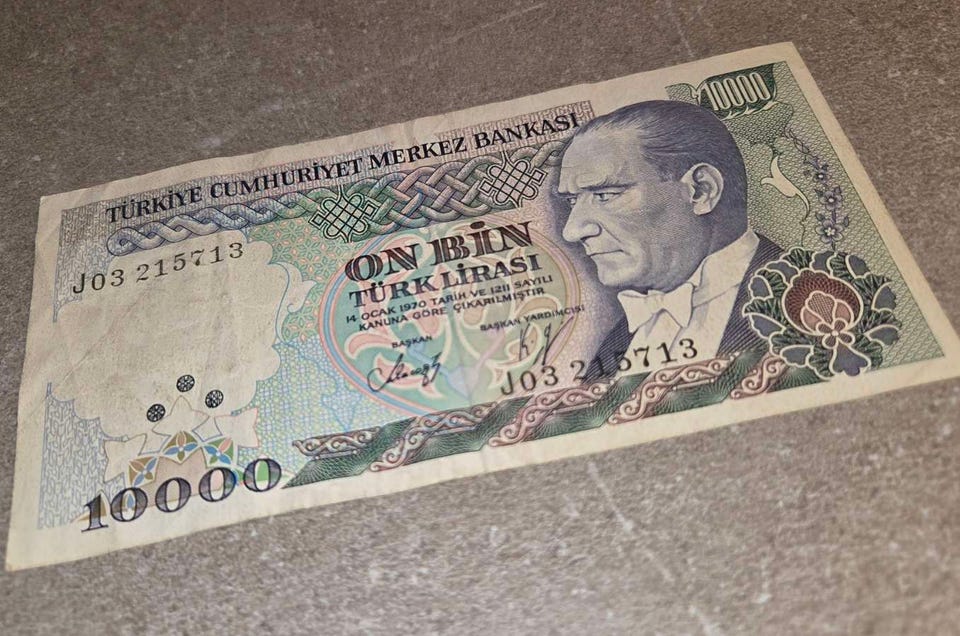 TÜRKİYE CUMHURİYET MERKEZ BANKASI
10000
J03 215713
ON BİN
TÜRK LİRASI
14 OCAK 1970 TARİH VE 1211 SAYILI
KANUNA GÖRE ÇIKARILMIŞTIR
BAŞKAN
BAŞKAN YARDIMCISI
J03 215713
10000